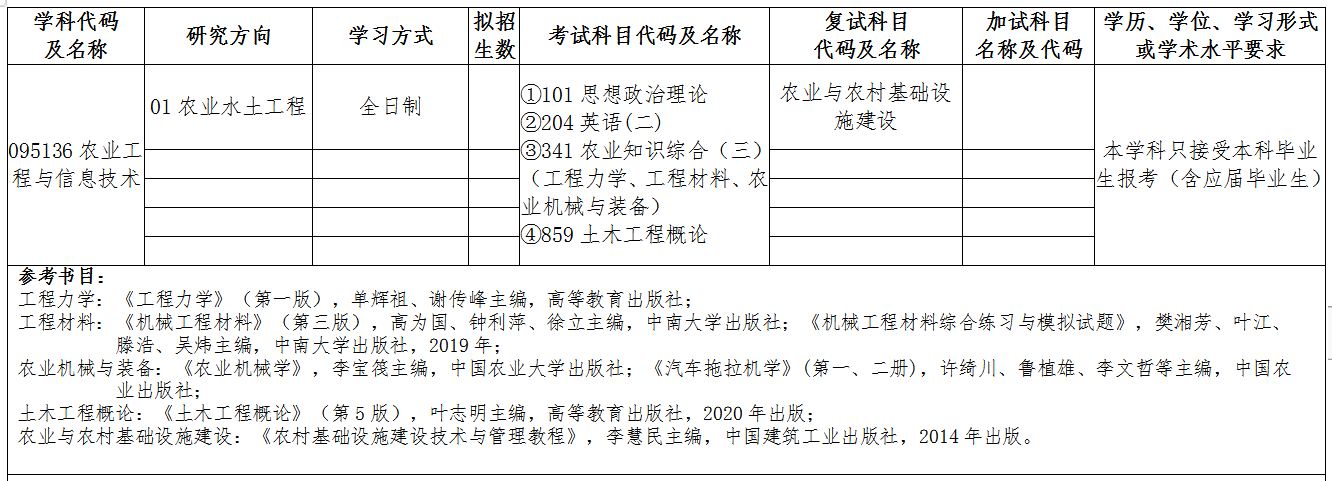 学科代码
及名称
研究方向
学习方式
拟招
生数
考试科目代码及名称
复试科目
代码及名称
加试科目
名称及代码
学历、学位、学习形式
或学术水平要求
095136 农业工
程与信息技术
01 农业水土工程
全日制
①101 思想政治理论
②204 英语(二)
③341 农业知识综合（三）
（工程力学、工程材料、农
业机械与装备）
④859 土木工程概论
农业与农村基础设
施建设
本学科只接受本科毕业
生报考（含应届毕业生）
参考书目：
工程力学：《工程力学》（第一版），单辉祖、谢传峰主编，高等教育出版社；
工程材料：《机械工程材料》（第三版），高为国、钟利萍、徐立主编，中南大学出版社；《机械工程材料综合练习与模拟试题》，樊湘芳、叶江、
滕浩、吴炜主编，中南大学出版社，2019 年；
农业机械与装备：《农业机械学》，李宝筏主编，中国农业大学出版社；《汽车拖拉机学》(第一、二册)，许绮川、鲁植雄、李文哲等主编，中国农
业出版社；
土木工程概论：《土木工程概论》（第 5 版），叶志明主编，高等教育出版社，2020 年出版；
农业与农村基础设施建设：《农村基础设施建设技术与管理教程》，李慧民主编，中国建筑工业出版社，2014 年出版。